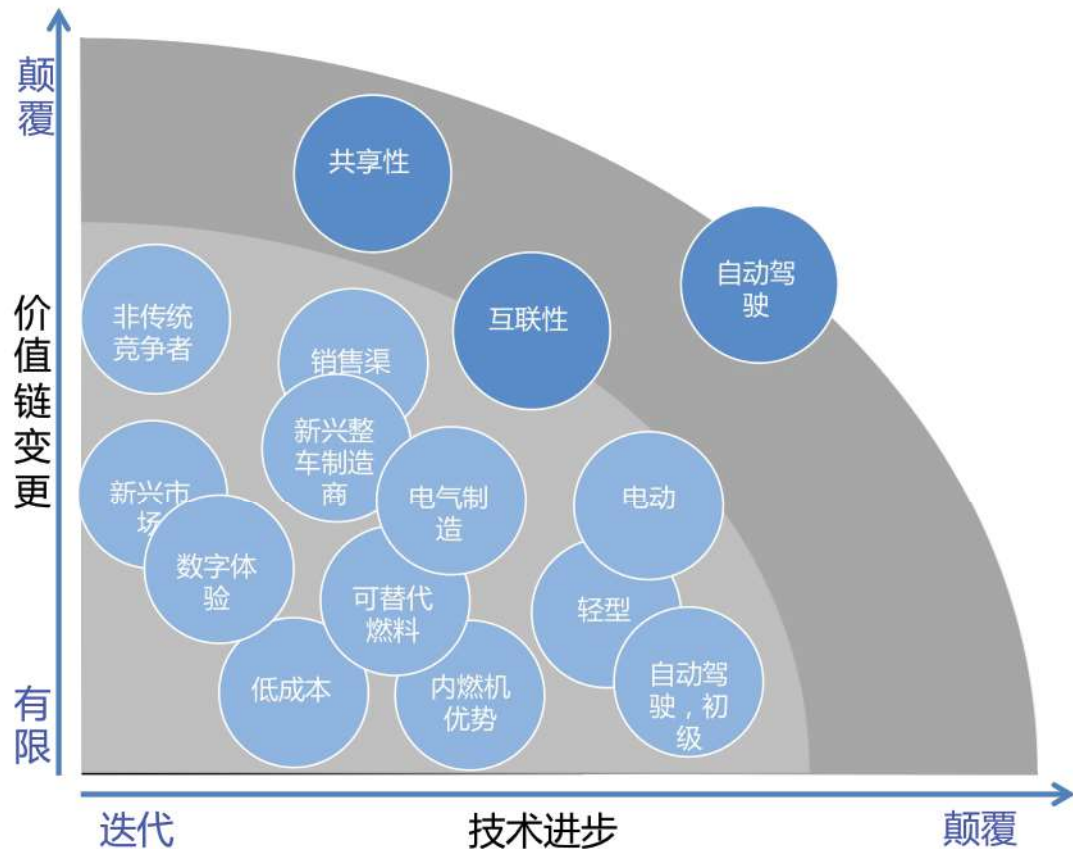 颠
覆
共享性
自动驾
驶
价
值
链
变
更
非传统
竞争者
互联性
销售渠
新兴整
车制造
商
新兴市
场
电气制
造
电动
数字体
验
可替代
燃料
轻型
有
限
低成本
内燃机
优势
自动驾
驶，初
级
迭代
技术进步
颠覆